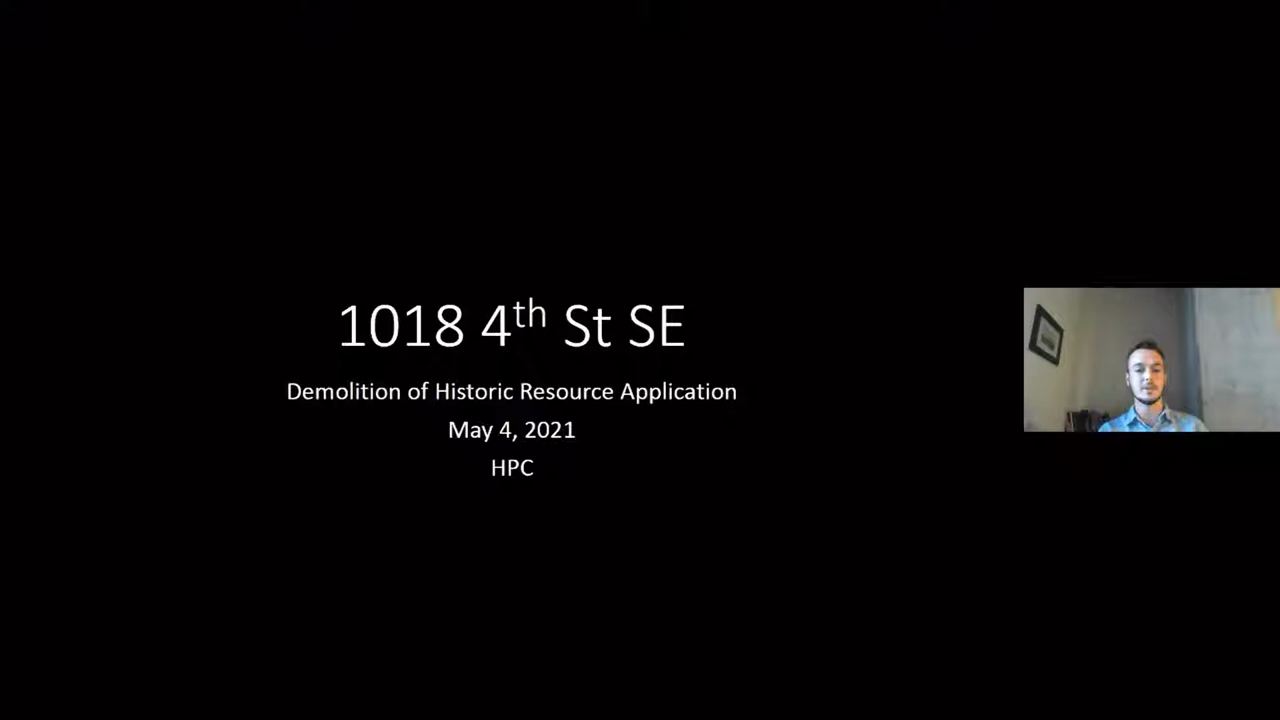 1018 4th St SE
Demolition of Historic Resource Application
May 4, 2021
HPC